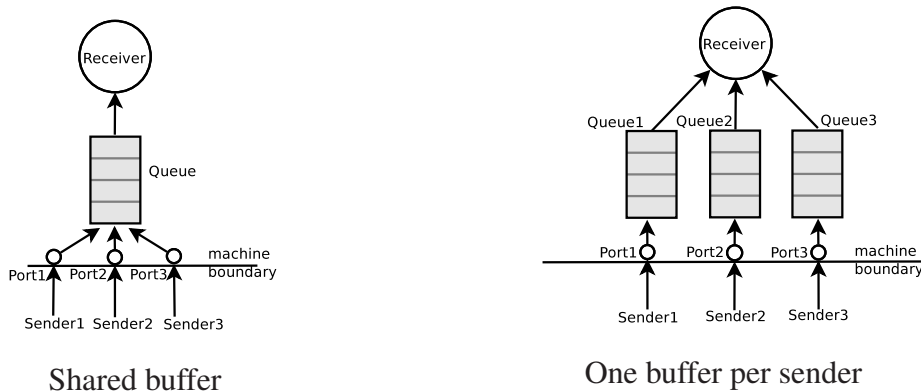 Receiver
Queue
machine
boundary
Port1 Port2 Port3
Sender1 Sender2 Sender3
Shared buffer
Receiver
Queue1 Queue2 Queue3
Port1 Port2 Port3
machine
boundary
Sender1 Sender2 Sender3
One buffer per sender